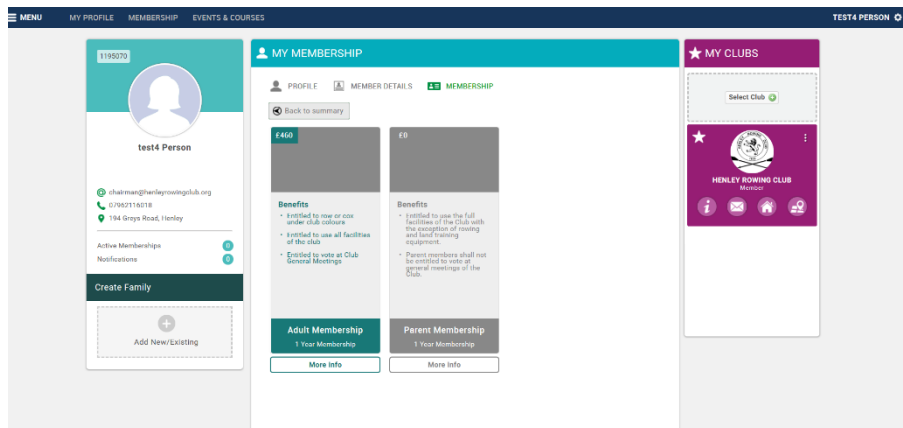 MENU
MY PROFILE
MEMBERSHIP
EVENTS & COURSES
TEST4 PERSON
1195070
test4 Person
chairman@henleyrowingclub.org
07962116018
194 Greys Road, Henley
Active Memberships
0
Notifications
0
Create Family
Add New/Existing
MY MEMBERSHIP
PROFILE
MEMBER DETAILS
MEMBERSHIP
Back to summary
£460
Benefits
Entitled to row or cox
under club colours
Entitled to use all facilities
of the club
Entitled to vote at Club
General Meetings
Adult Membership
1 Year Membership
More Info
£0
Benefits
Entitled to use the full
facilities of the Club with
the exception of rowing
and land training
equipment.
Parent members shall not
be entitled to vote at
general meetings of the
Club.
Parent Membership
1 Year Membership
More Info
MY CLUBS
Select Club
HENLEY ROWING CLUB
Member